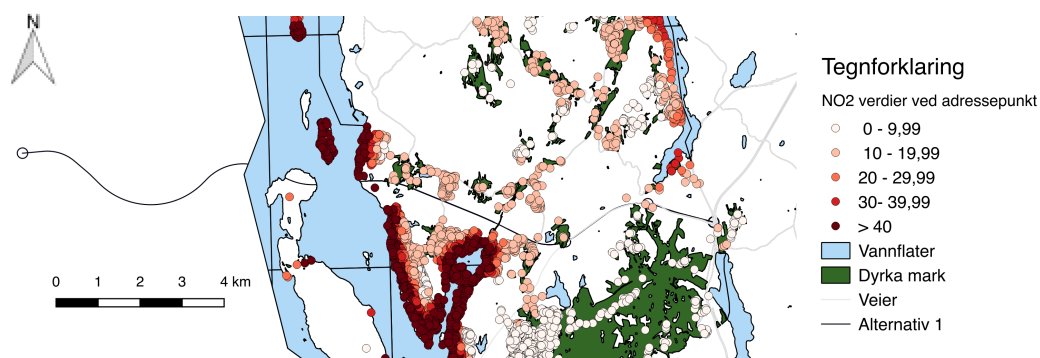 N
0 1 2 3 4 km
Tegnforklaring
NO2 verdier ved adressepunkt
0 - 9,99
10 - 19,99
20 - 29,99
30- 39,99
> 40
Vannflater
Dyrka mark
Veier
Alternativ 1